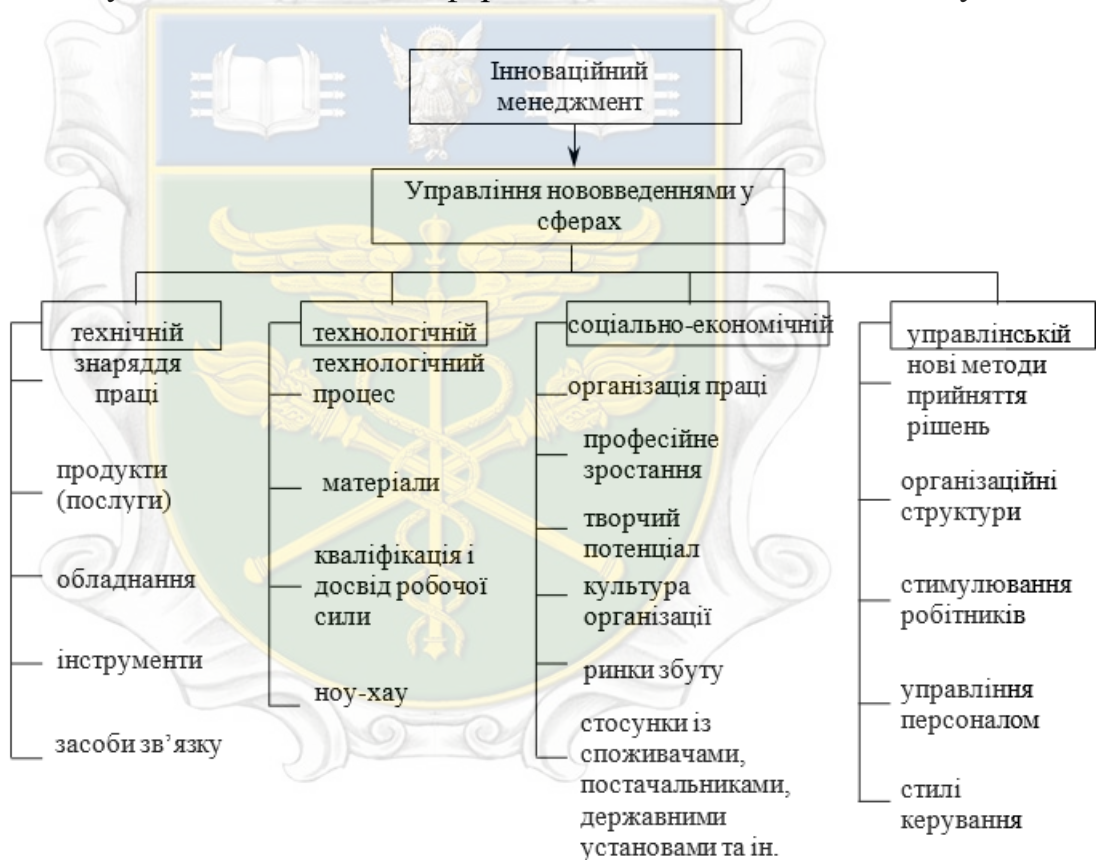 Інноваційний
менеджмент
Управління нововведеннями у
сферах
технічній
знаряддя
праці
продукти
(послуги)
обладнання
інструменти
засоби зв’язку
технологічній
технологічний
процес
матеріали
кваліфікація і
досвід робочої
сили
ноу-хау
соціально-економічній
організація праці
професійне
зростання
творчий
потенціал
культура
організації
ринки збуту
стосунки із
споживачами,
постачальниками,
державними
установами та ін.
управлінській
нові методи
прийняття
рішень
організаційні
структури
стимулювання
робітників
управління
персоналом
стилі
керування